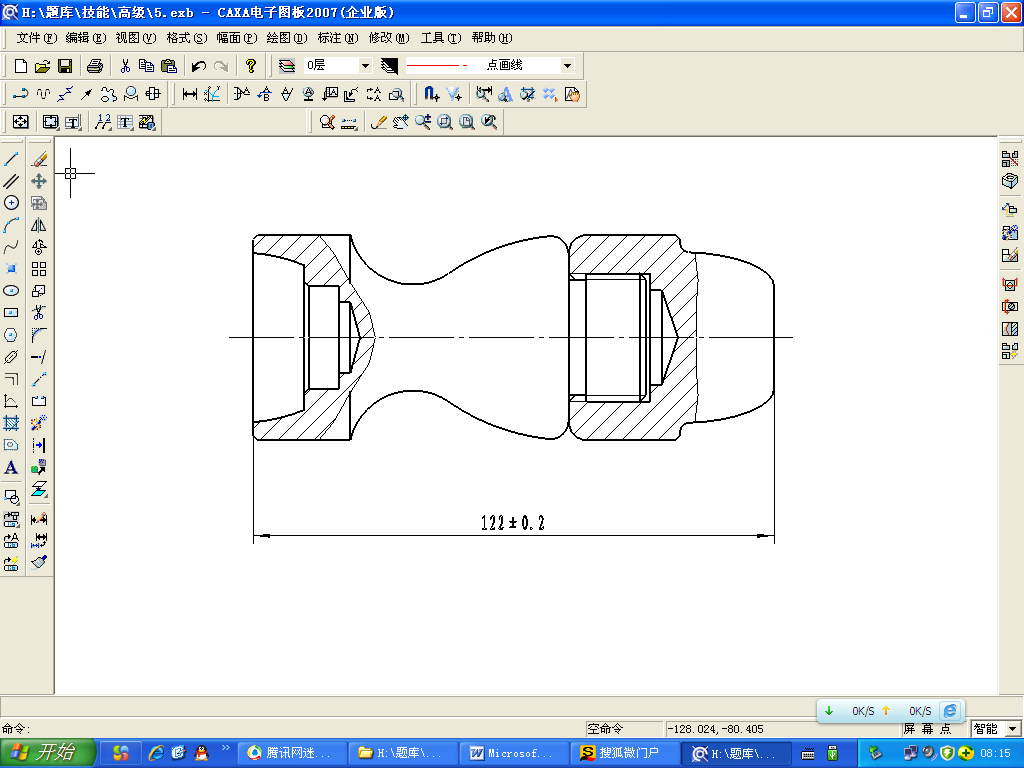 H:\题库\技能\高级\5.exb - CAXA电子图板2007(企业版)
文件(F) 编辑(E) 视图(V) 格式(S) 幅面(P) 绘图(D) 标注(N) 修改(M) 工具(T) 帮助(H)
0层 点画线
A
122±0.2
0K/S 0K/S
命令: 空命令 -128.024,-80.405 屏幕点 智能
开始 腾讯网迷... H:\题库\... Microsof... 搜狐微门户 H:\题库\... 08:15